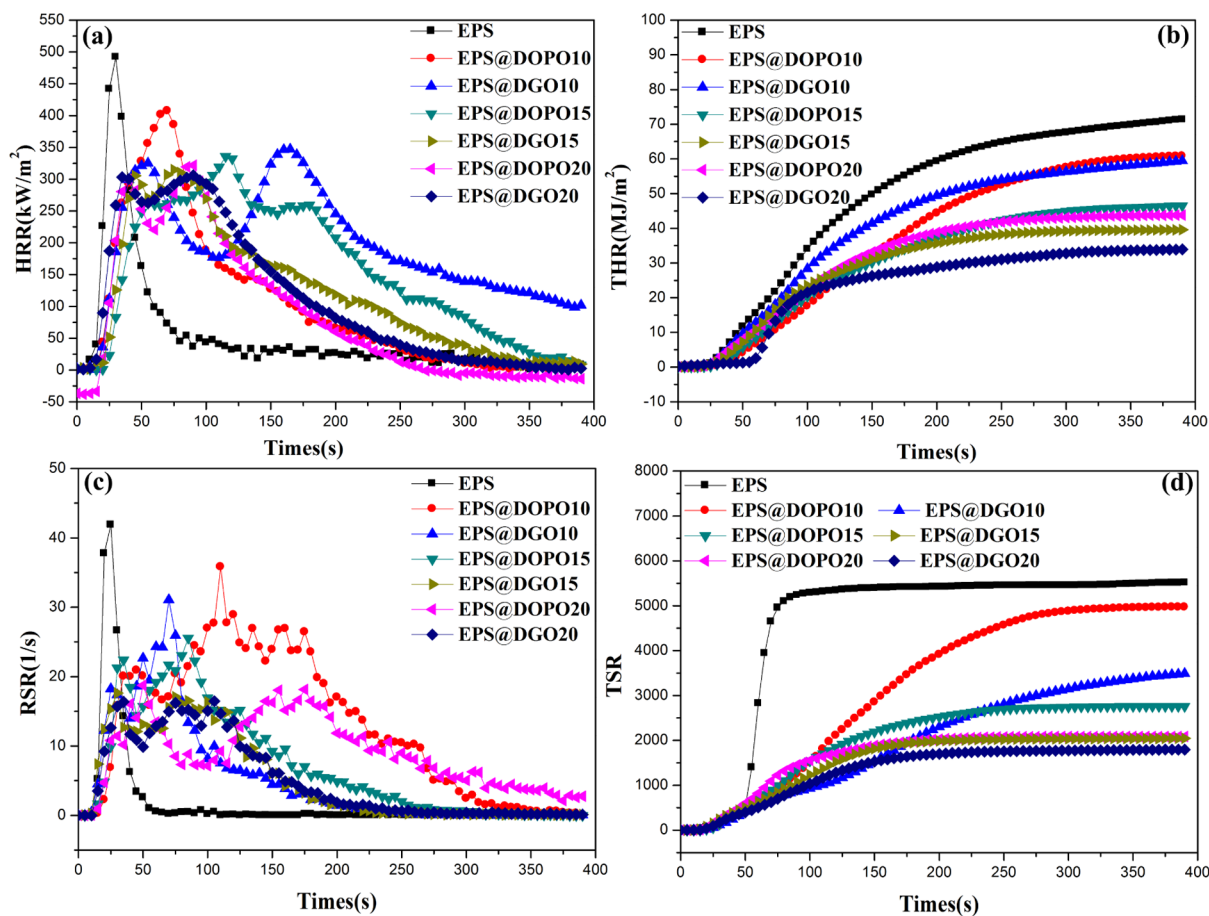 (a)
550
500
450
400
350
300
250
200
150
100
50
0
-50
HRR(kW/m²)
EPS
EPS@DOPO10
EPS@DGO10
EPS@DOPO15
EPS@DGO15
EPS@DOPO20
EPS@DGO20
0 50 100 150 200 250 300 350 400
Times(s)
(b)
100
90
80
70
60
50
40
30
20
10
0
-10
THR(MJ/m²)
EPS
EPS@DOPO10
EPS@DGO10
EPS@DOPO15
EPS@DGO15
EPS@DOPO20
EPS@DGO20
0 50 100 150 200 250 300 350 400
Times(s)
(c)
50
40
30
20
10
0
RSR(1/s)
EPS
EPS@DOPO10
EPS@DGO10
EPS@DOPO15
EPS@DGO15
EPS@DOPO20
EPS@DGO20
0 50 100 150 200 250 300 350 400
Times(s)
(d)
8000
7000
6000
5000
4000
3000
2000
1000
0
TSR
EPS
EPS@DOPO10 EPS@DGO10
EPS@DOPO15 EPS@DGO15
EPS@DOPO20 EPS@DGO20
0 50 100 150 200 250 300 350 400
Times(s)